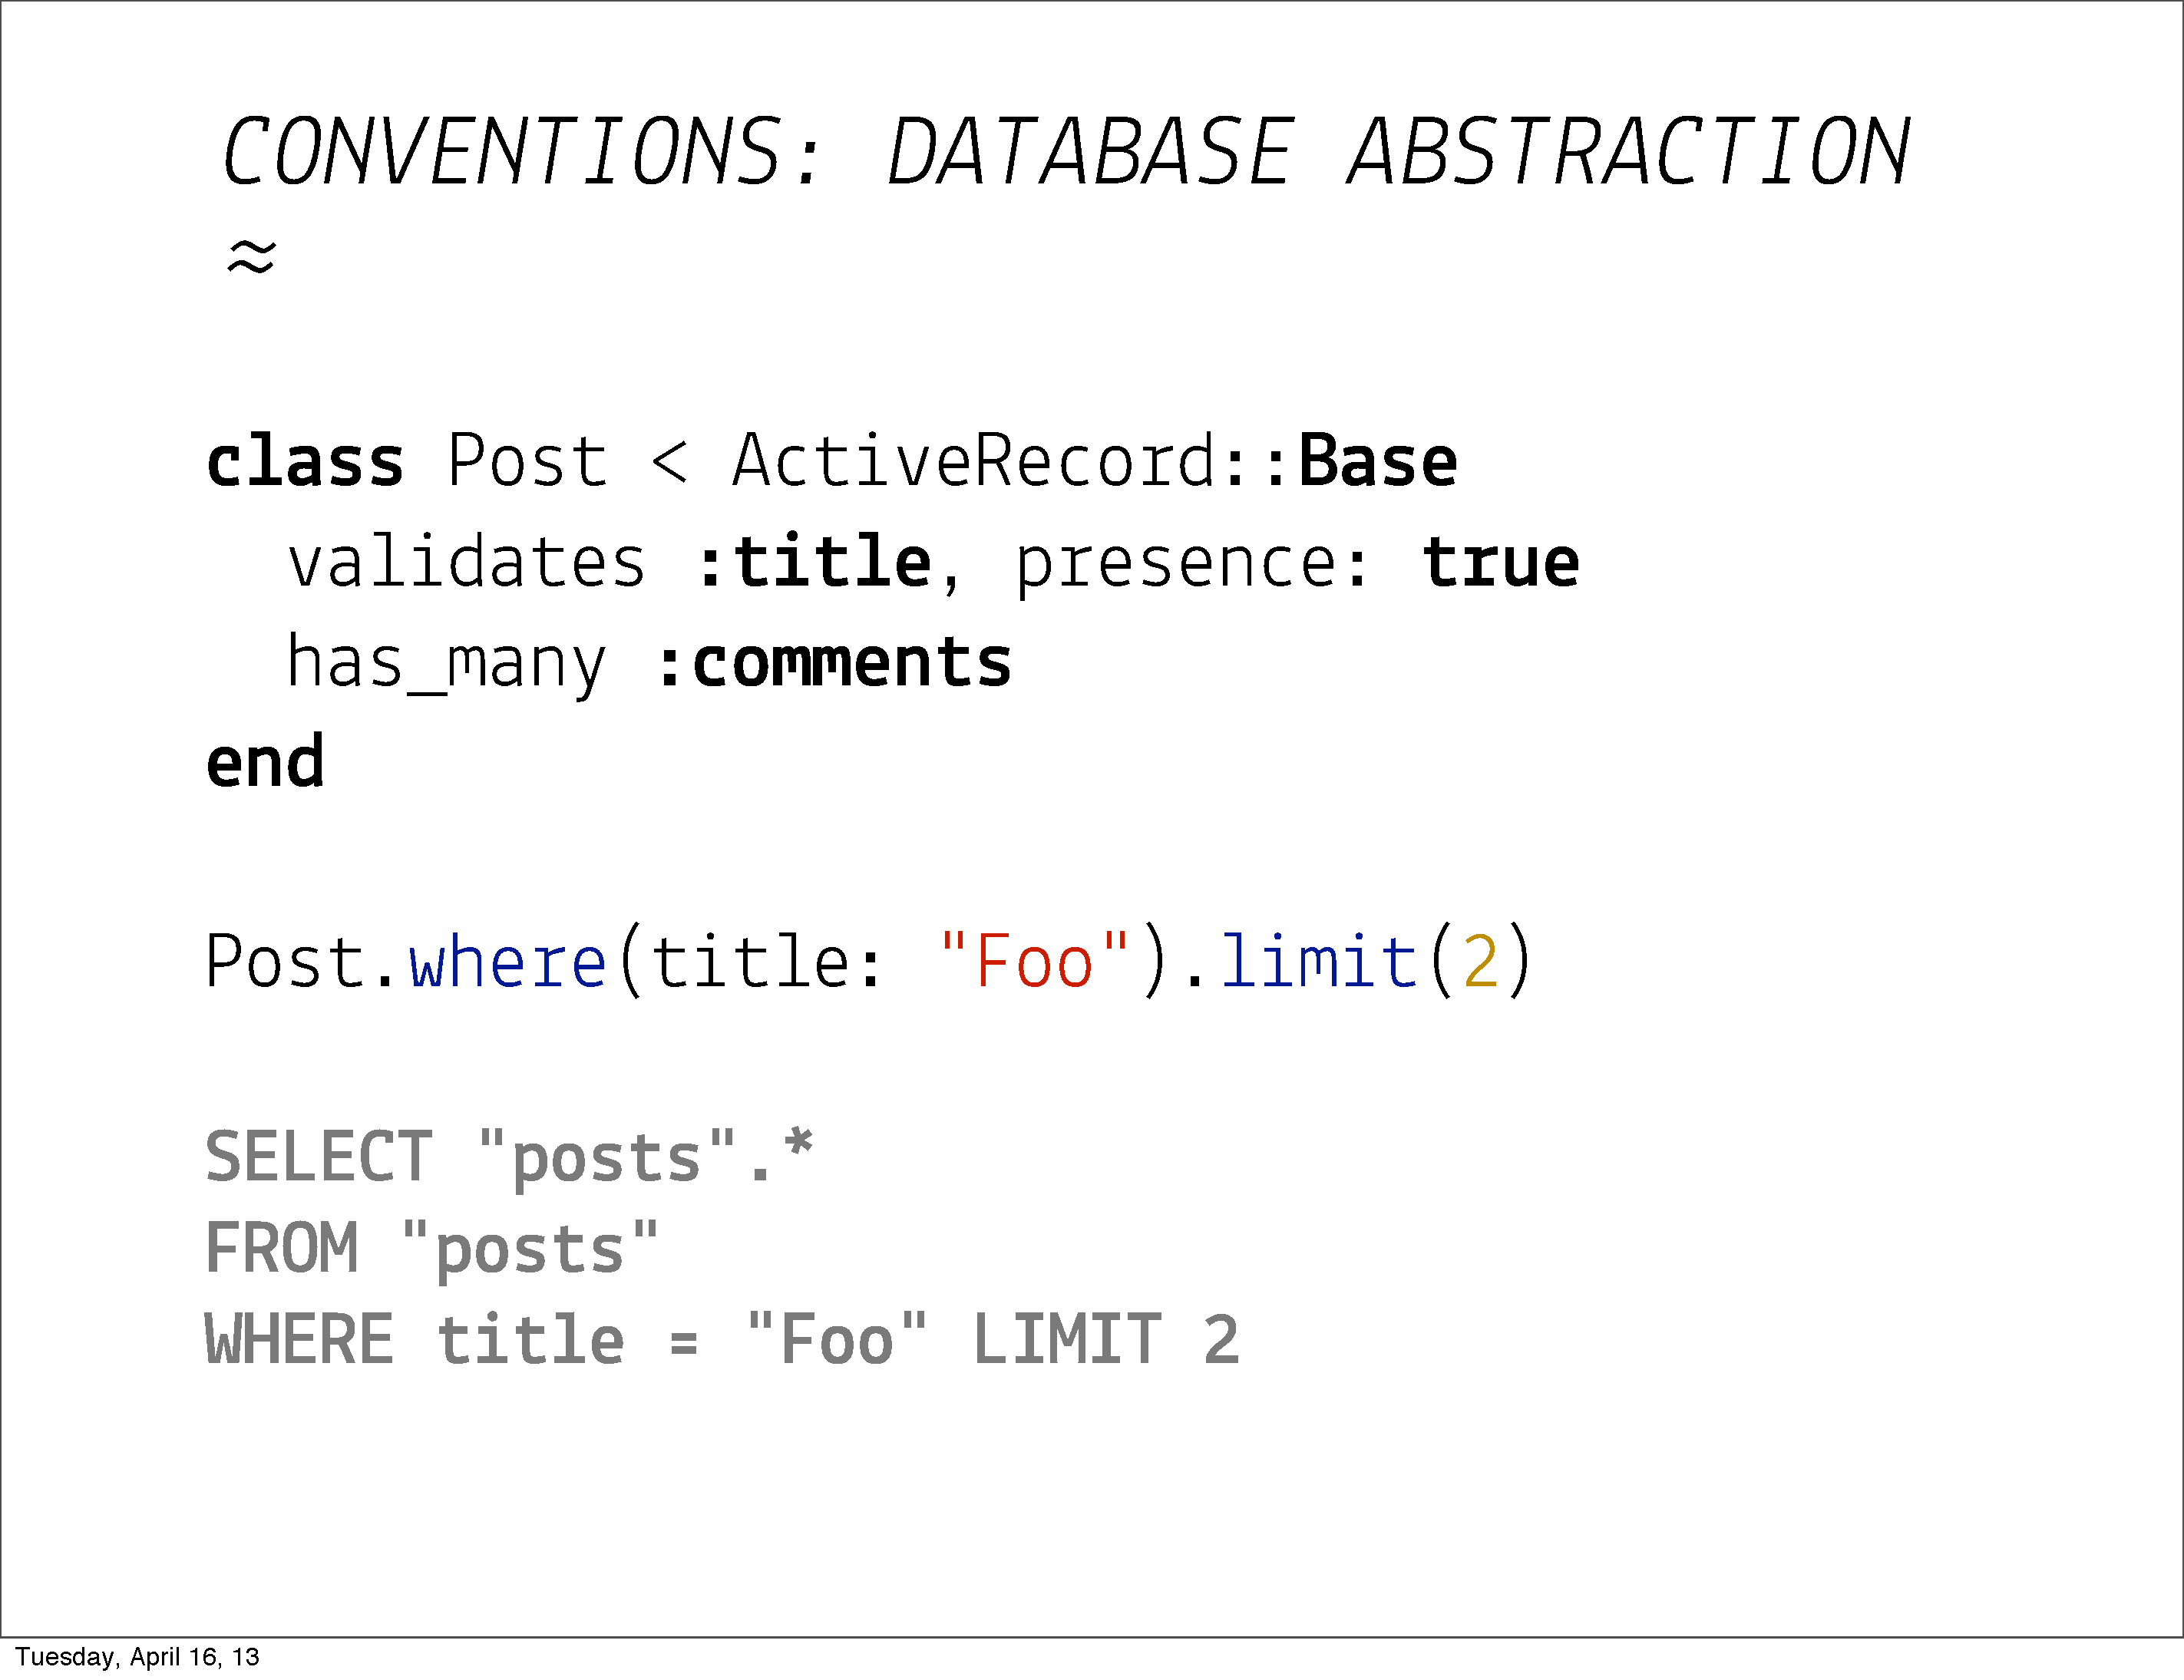 CONVENTIONS: DATABASE ABSTRACTION
≈
class Post < ActiveRecord::Base
  validates :title, presence: true
  has_many :comments
end
Post.where(title: "Foo").limit(2)
SELECT "posts".*
FROM "posts"
WHERE title = "Foo" LIMIT 2
Tuesday, April 16, 13